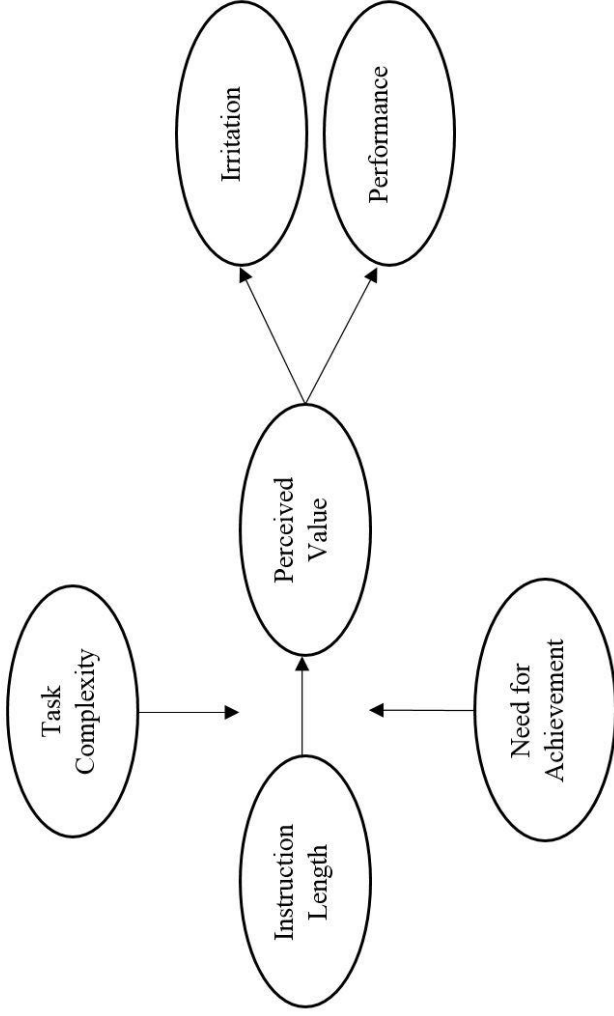 Task
Complexity
Instruction
Length
Need for
Achievement
Perceived
Value
Irritation
Performance